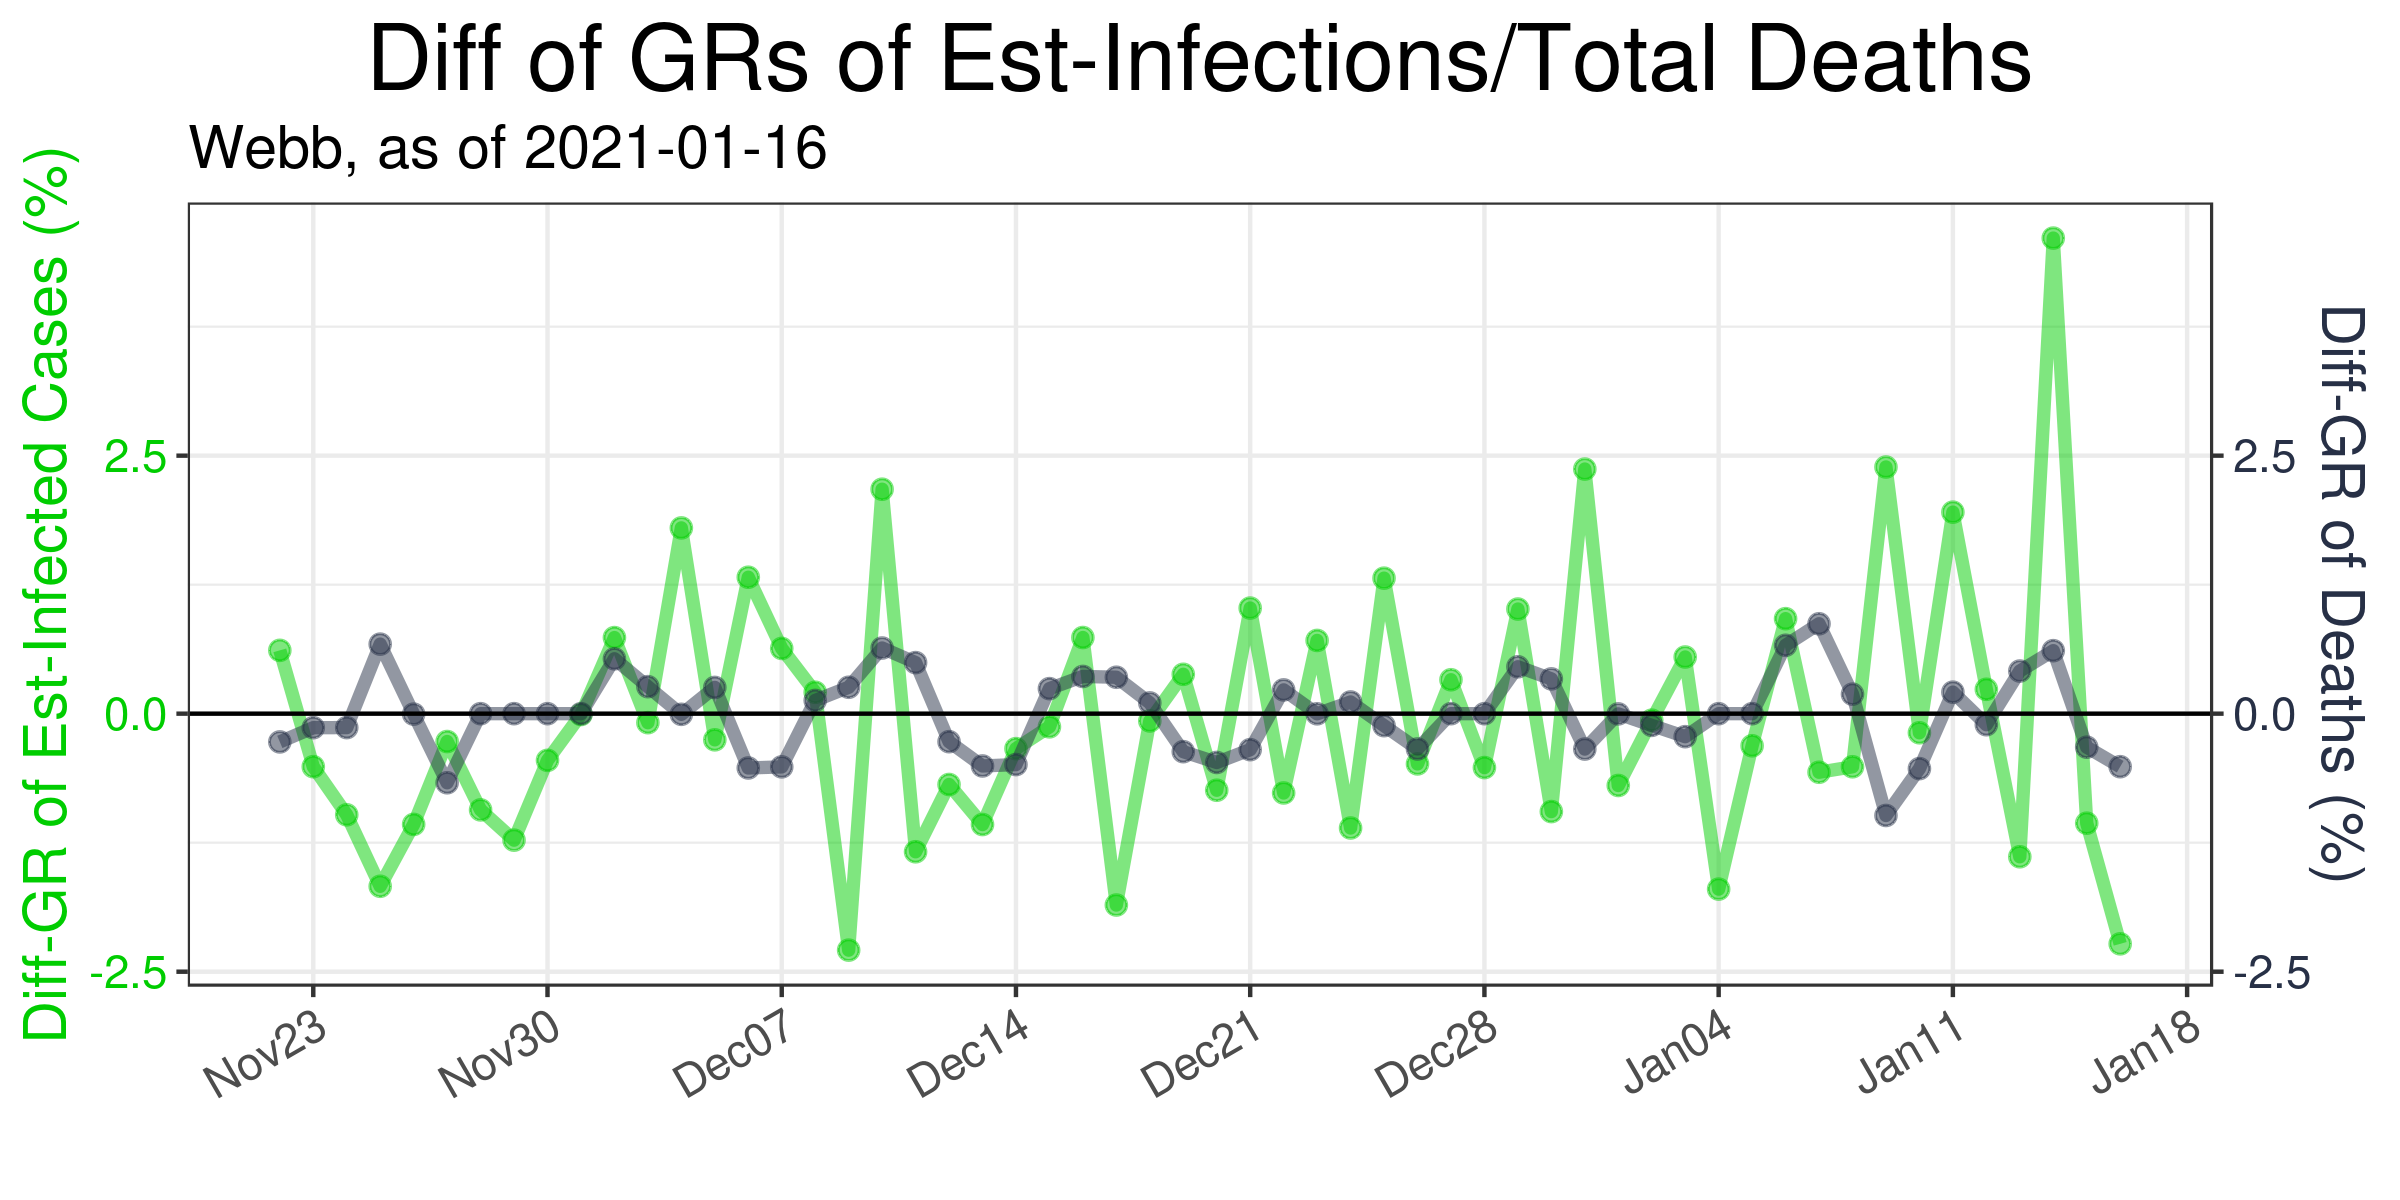 Diff of GRs of Est-Infections/Total Deaths
Webb, as of 2021-01-16
Diff-GR of Est-Infected Cases (%)
2.5
0.0
-2.5
2.5
0.0
-2.5
Diff-GR of Deaths (%)
Nov23
Nov30
Dec07
Dec14
Dec21
Dec28
Jan04
Jan11
Jan18